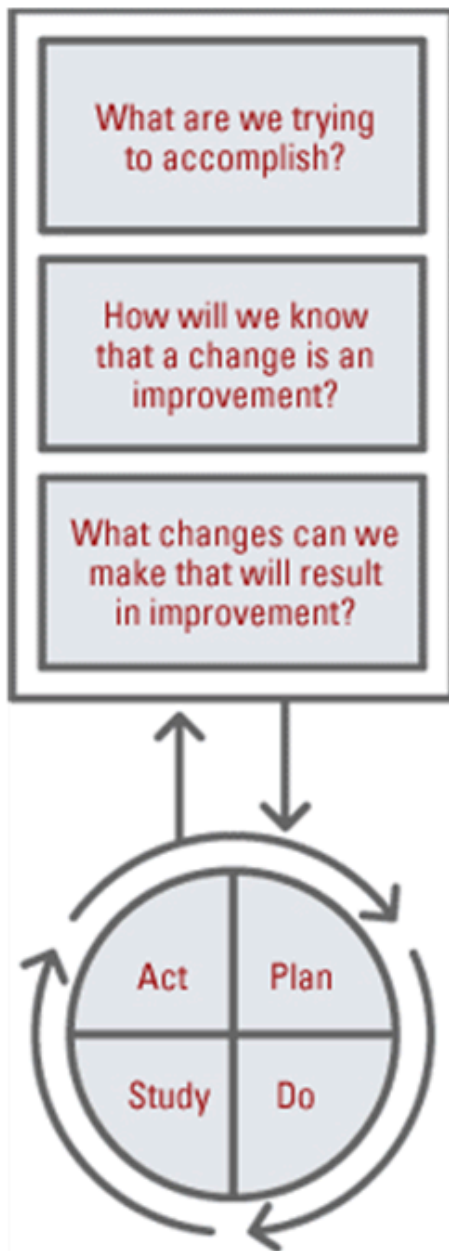 What are we trying
to accomplish?
How will we know
that a change is an
improvement?
What changes can we
make that will result
in improvement?
Act Plan
Study Do